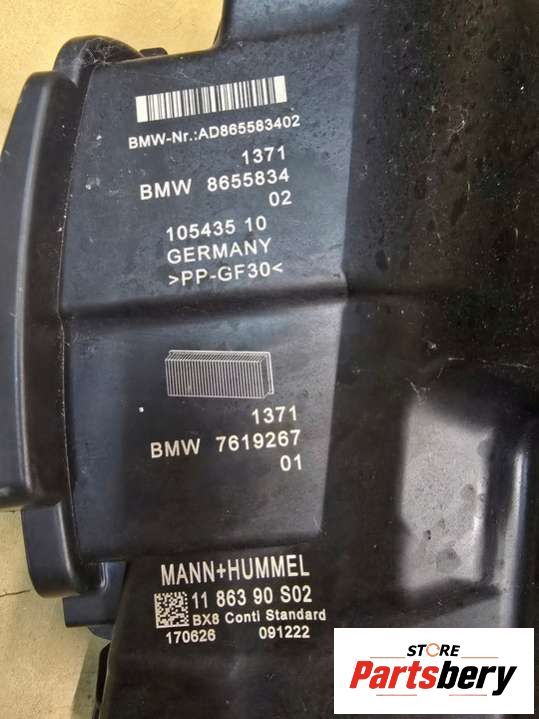 BMW-Nr.:AD865583402
1371
BMW 8655834
02
105435 10
GERMANY
>PP-GF30<
1371
BMW 7619267
01
MANN+HUMMEL
11 863 90 S02
BX8 Conti Standard
170626 091222
STORE
Partsbery